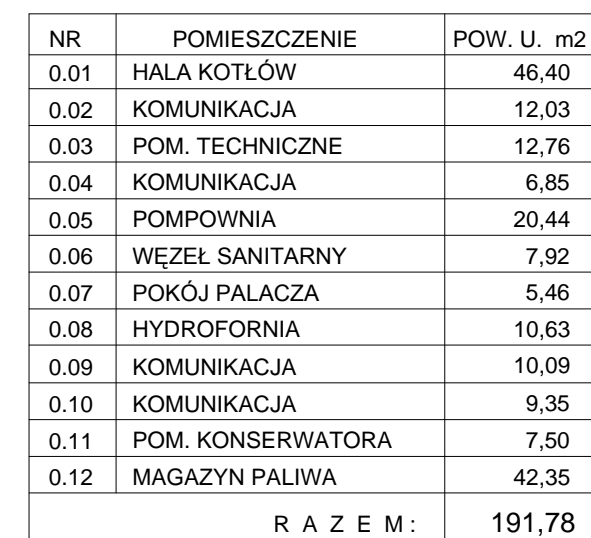 NR POMIESZCZENIE POW. U. m2
0.01 HALA KOTŁÓW 46,40
0.02 KOMUNIKACJA 12,03
0.03 POM. TECHNICZNE 12,76
0.04 KOMUNIKACJA 6,85
0.05 POMPOWNIA 20,44
0.06 WĘZEŁ SANITARNY 7,92
0.07 POKÓJ PALACZA 5,46
0.08 HYDROFORNIA 10,63
0.09 KOMUNIKACJA 10,09
0.10 KOMUNIKACJA 9,35
0.11 POM. KONSERWATORA 7,50
0.12 MAGAZYN PALIWA 42,35
R A Z E M : 191,78